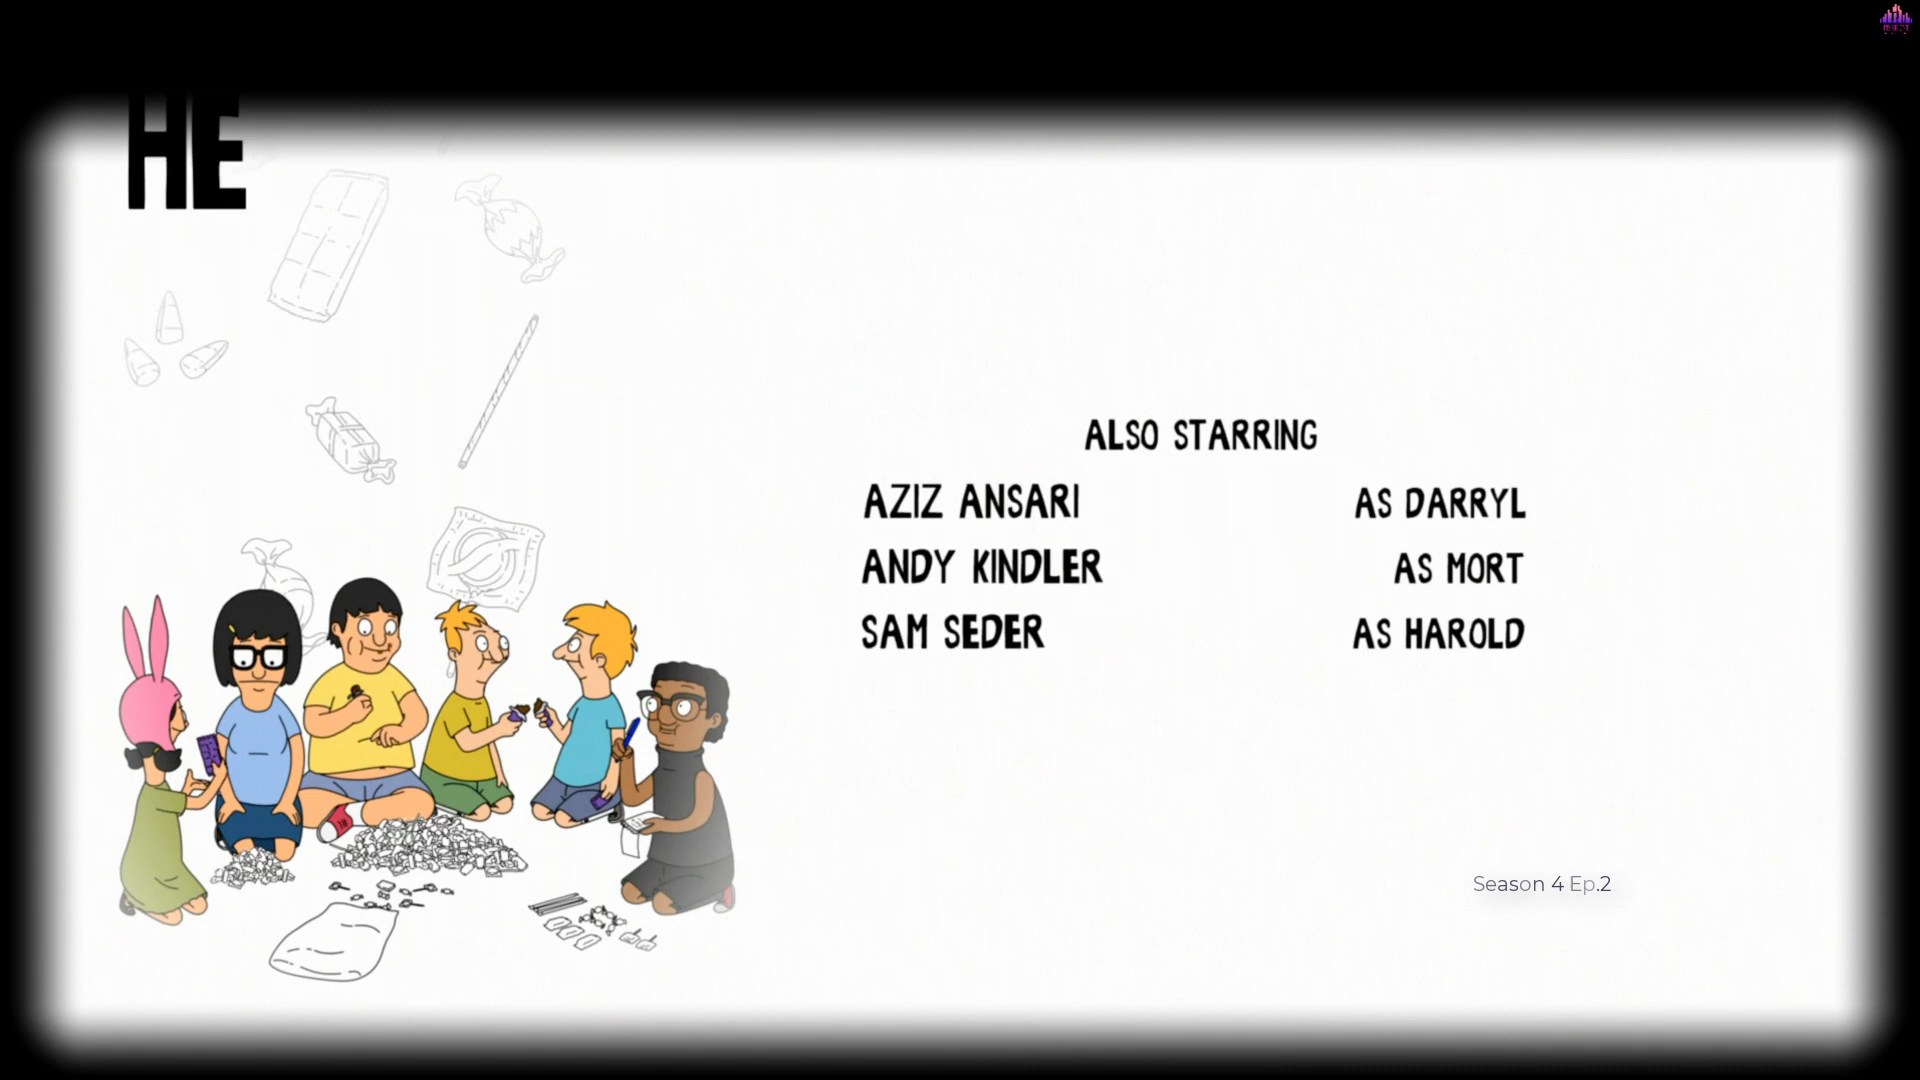 HE
ALSO STARRING
AZIZ ANSARI AS DARRYL
ANDY KINDLER AS MORT
SAM SEDER AS HAROLD
Season 4 Ep.2